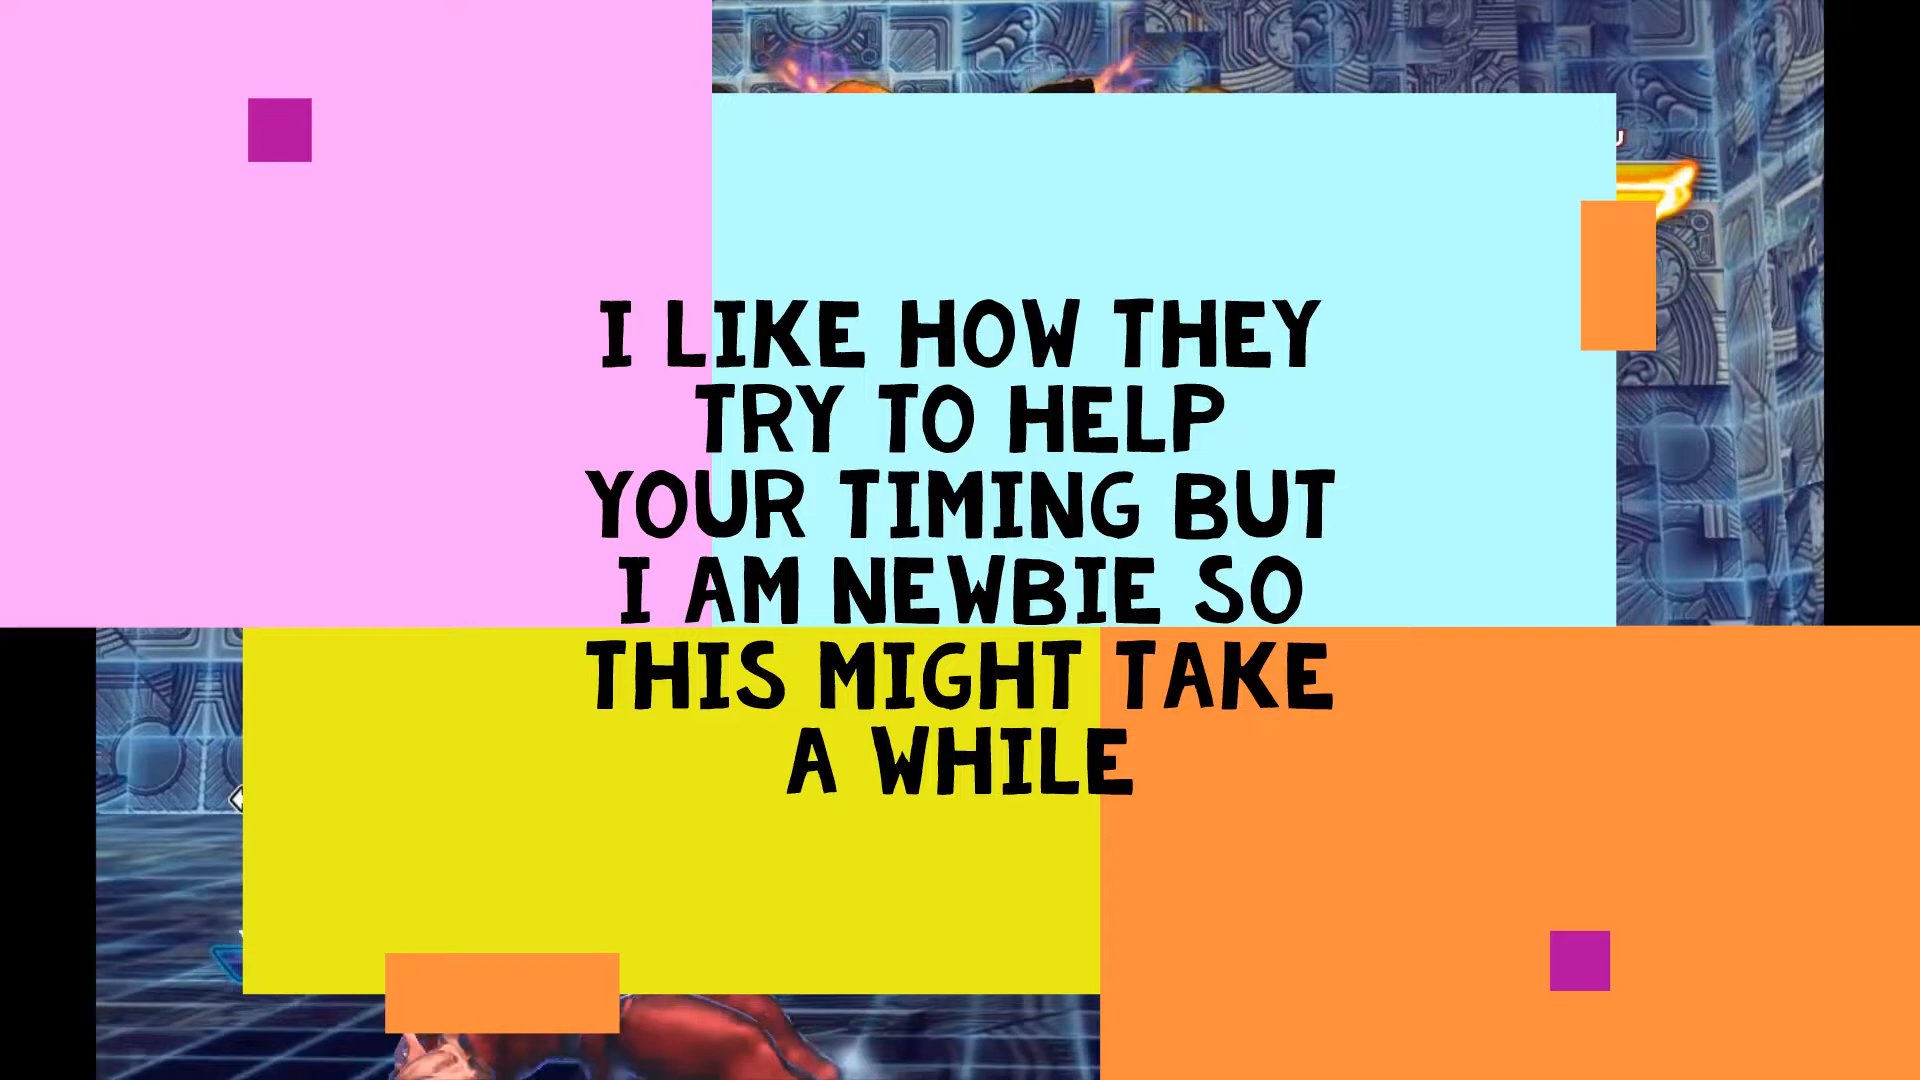 I LIKE HOW THEY
TRY TO HELP
YOUR TIMING BUT
I AM NEWBIE SO
THIS MIGHT TAKE
A WHILE